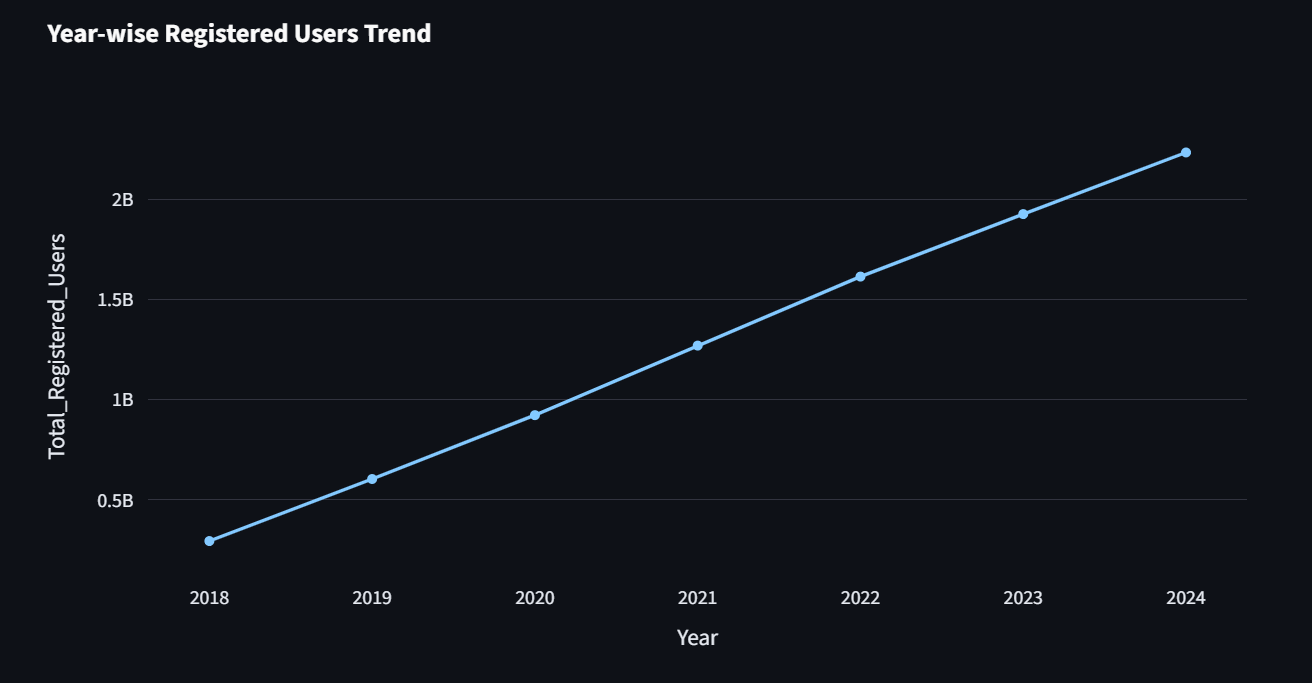 Year-wise Registered Users Trend
2B
1.5B
1B
0.5B
Total_Registered_Users
2018 2019 2020 2021 2022 2023 2024
Year